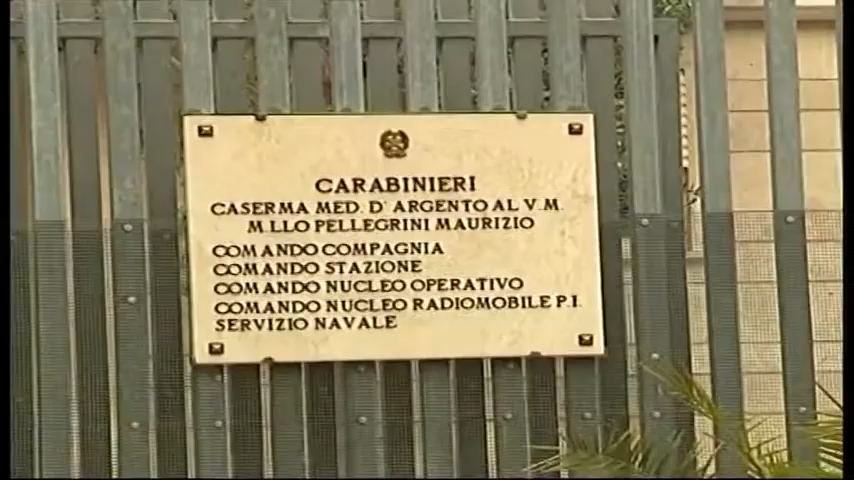 CARABINIERI
CASERMA MED. D'ARGENTO AL V.M.
M.LLO PELLEGRINI MAURIZIO
COMANDO COMPAGNIA
COMANDO STAZIONE
COMANDO NUCLEO OPERATIVO
COMANDO NUCLEO RADIOMOBILE P.I.
SERVIZIO NAVALE